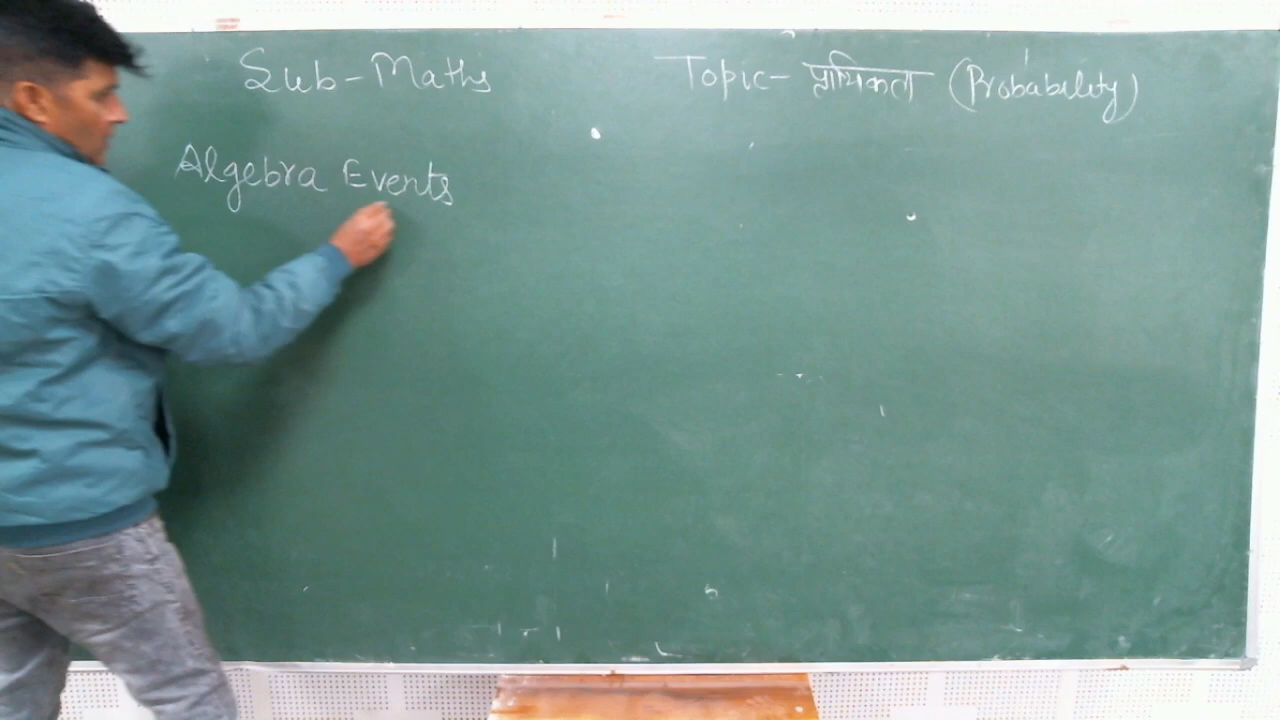 Sub-Maths Topic- प्रायिकता (Probability)
Algebra Events